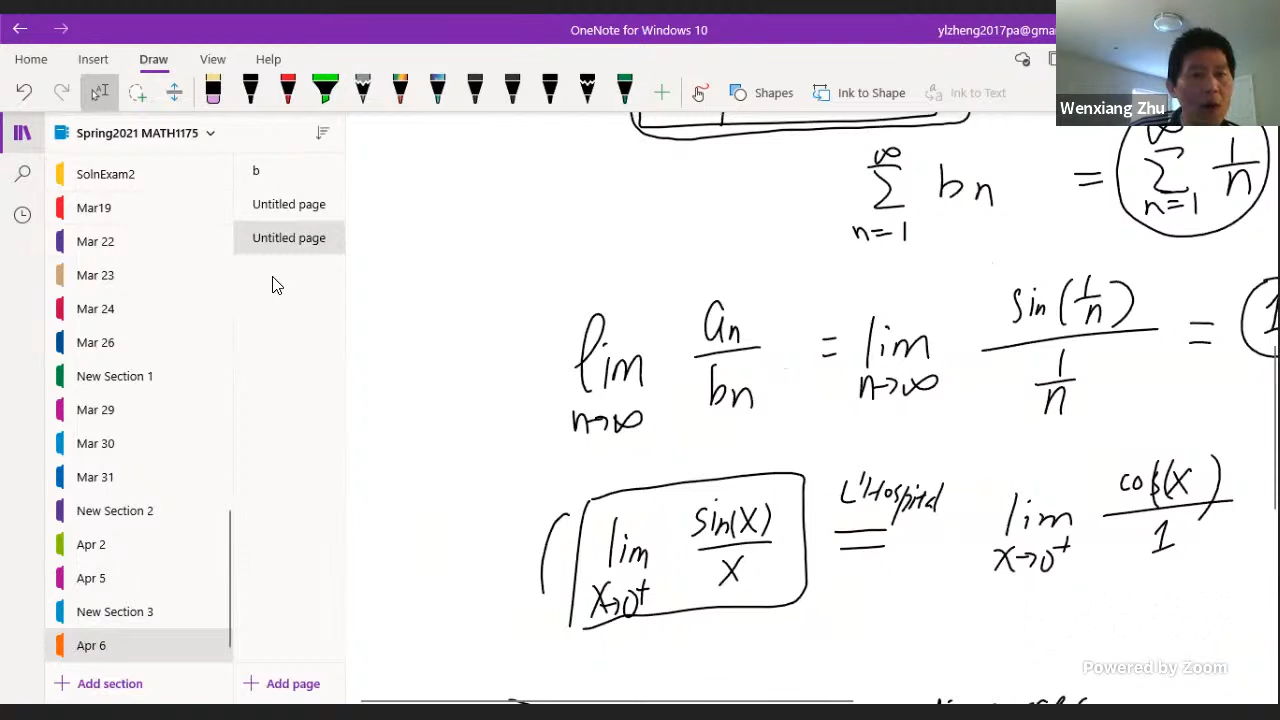 OneNote for Windows 10
ylzheng2017pa@gma
Home Insert Draw View Help
Shapes Ink to Shape Ink to Text
Wenxiang Zhu
Spring2021 MATH1175
SolnExam2
Mar19
Mar 22
Mar 23
Mar 24
Mar 26
New Section 1
Mar 29
Mar 30
Mar 31
New Section 2
Apr 2
Apr 5
New Section 3
Apr 6
Add section
b
Untitled page
Untitled page
Add page
∞ ∑ n=1 bn = ∞ ∑ n=1 1/n
lim n→∞ an/bn = lim n→∞ sin(1/n) / 1/n = 1
lim x→0+ sin(x)/x L'Hospital = lim x→0+ cos(x)/1
Powered by Zoom